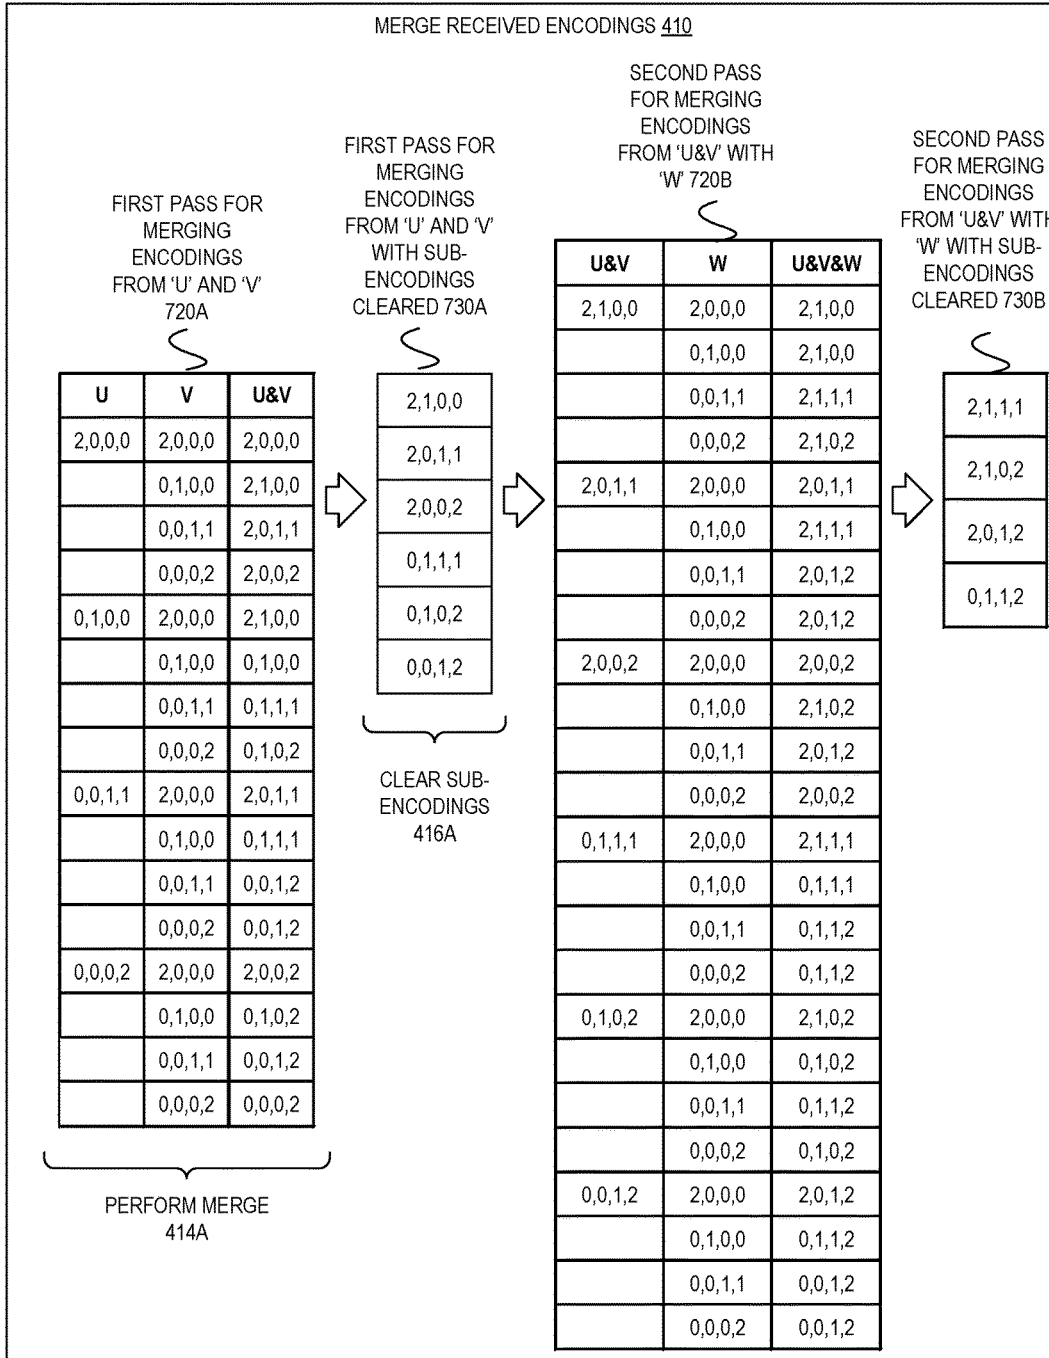 MERGE RECEIVED ENCODINGS 410
FIRST PASS FOR
MERGING
ENCODINGS
FROM ‘U’ AND ‘V’
720A
U V U&V
2,0,0,0 2,0,0,0 2,0,0,0
0,1,0,0 2,1,0,0
0,0,1,1 2,0,1,1
0,0,0,2 2,0,0,2
0,1,0,0 2,0,0,0 2,1,0,0
0,1,0,0 0,1,0,0
0,0,1,1 0,1,1,1
0,0,0,2 0,1,0,2
0,0,1,1 2,0,0,0 2,0,1,1
0,1,0,0 0,1,1,1
0,0,1,1 0,0,1,2
0,0,0,2 0,0,1,2
0,0,0,2 2,0,0,0 2,0,0,2
0,1,0,0 0,1,0,2
0,0,1,1 0,0,1,2
0,0,0,2 0,0,0,2
PERFORM MERGE
414A
FIRST PASS FOR
MERGING
ENCODINGS
FROM ‘U’ AND ‘V’
WITH SUB-
ENCODINGS
CLEARED 730A
2,1,0,0
2,0,1,1
2,0,0,2
0,1,1,1
0,1,0,2
0,0,1,2
CLEAR SUB-
ENCODINGS
416A
SECOND PASS
FOR MERGING
ENCODINGS
FROM ‘U&V’ WITH
‘W’ 720B
U&V W U&V&W
2,1,0,0 2,0,0,0 2,1,0,0
0,1,0,0 2,1,0,0
0,0,1,1 2,1,1,1
0,0,0,2 2,1,0,2
2,0,1,1 2,0,0,0 2,0,1,1
0,1,0,0 2,1,1,1
0,0,1,1 2,0,1,2
0,0,0,2 2,0,1,2
2,0,0,2 2,0,0,0 2,0,0,2
0,1,0,0 2,1,0,2
0,0,1,1 2,0,1,2
0,0,0,2 2,0,0,2
0,1,1,1 2,0,0,0 2,1,1,1
0,1,0,0 0,1,1,1
0,0,1,1 0,1,1,2
0,0,0,2 0,1,1,2
0,1,0,2 2,0,0,0 2,1,0,2
0,1,0,0 0,1,0,2
0,0,1,1 0,1,1,2
0,0,0,2 0,1,0,2
0,0,1,2 2,0,0,0 2,0,1,2
0,1,0,0 0,1,1,2
0,0,1,1 0,0,1,2
0,0,0,2 0,0,1,2
SECOND PASS
FOR MERGING
ENCODINGS
FROM ‘U&V’ WITH
‘W’ WITH SUB-
ENCODINGS
CLEARED 730B
2,1,1,1
2,1,0,2
2,0,1,2
0,1,1,2